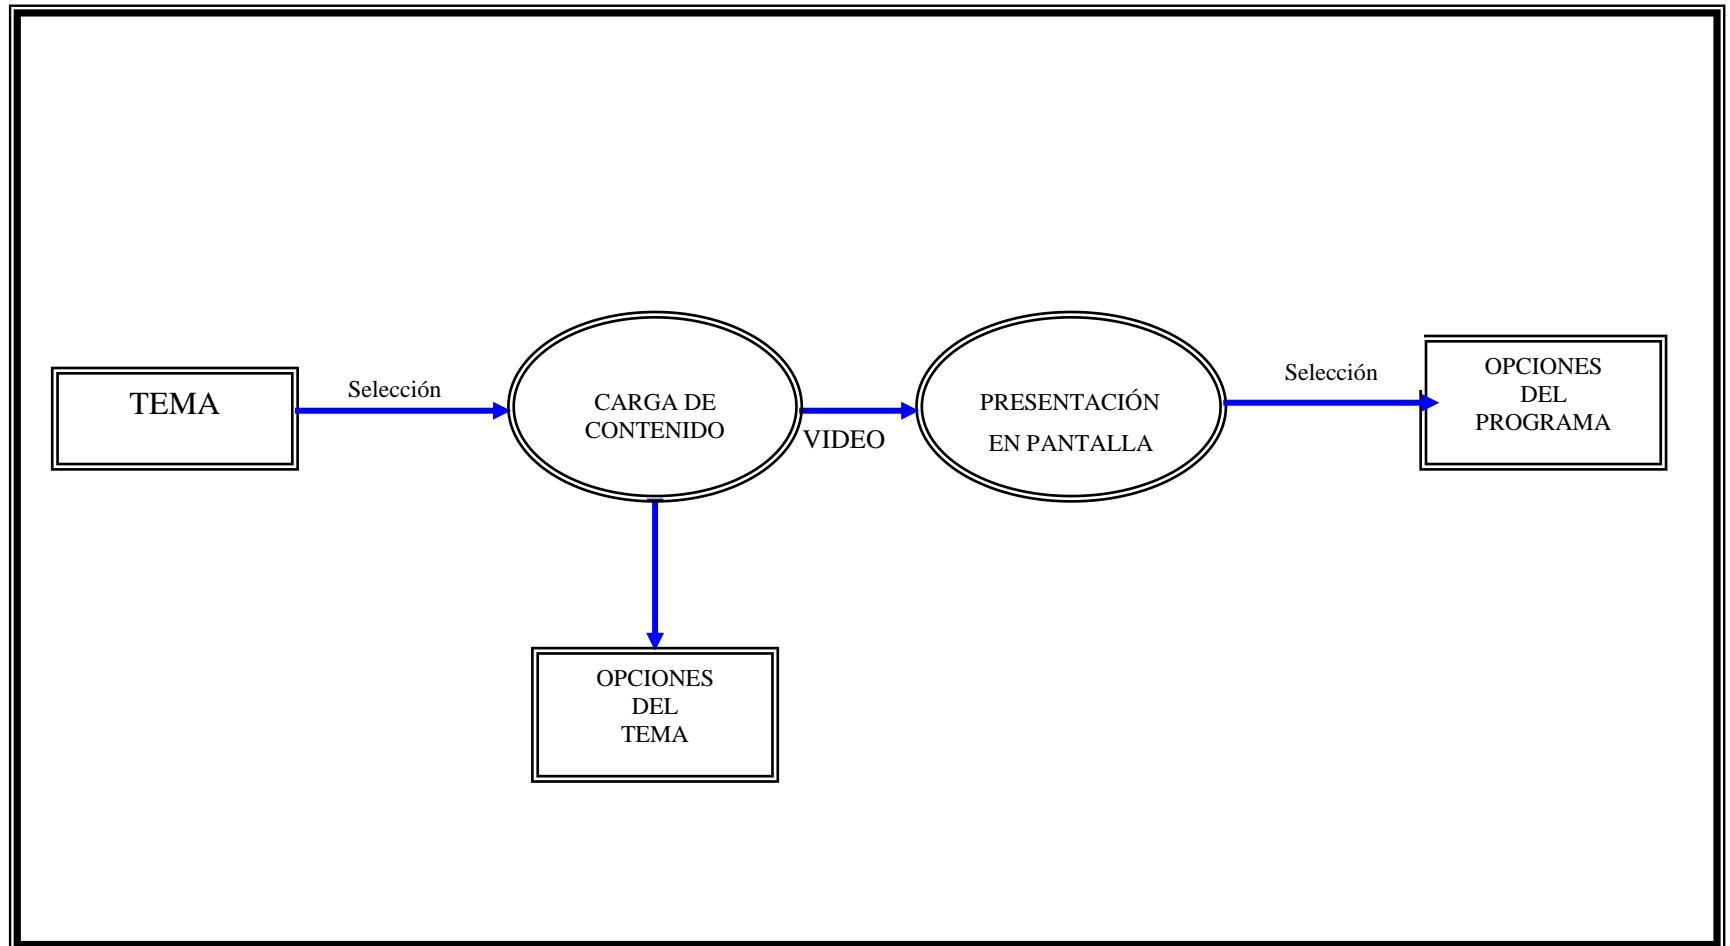 TEMA
Selección
CARGA DE
CONTENIDO
VIDEO
PRESENTACIÓN
EN PANTALLA
Selección
OPCIONES
DEL
PROGRAMA
OPCIONES
DEL
TEMA